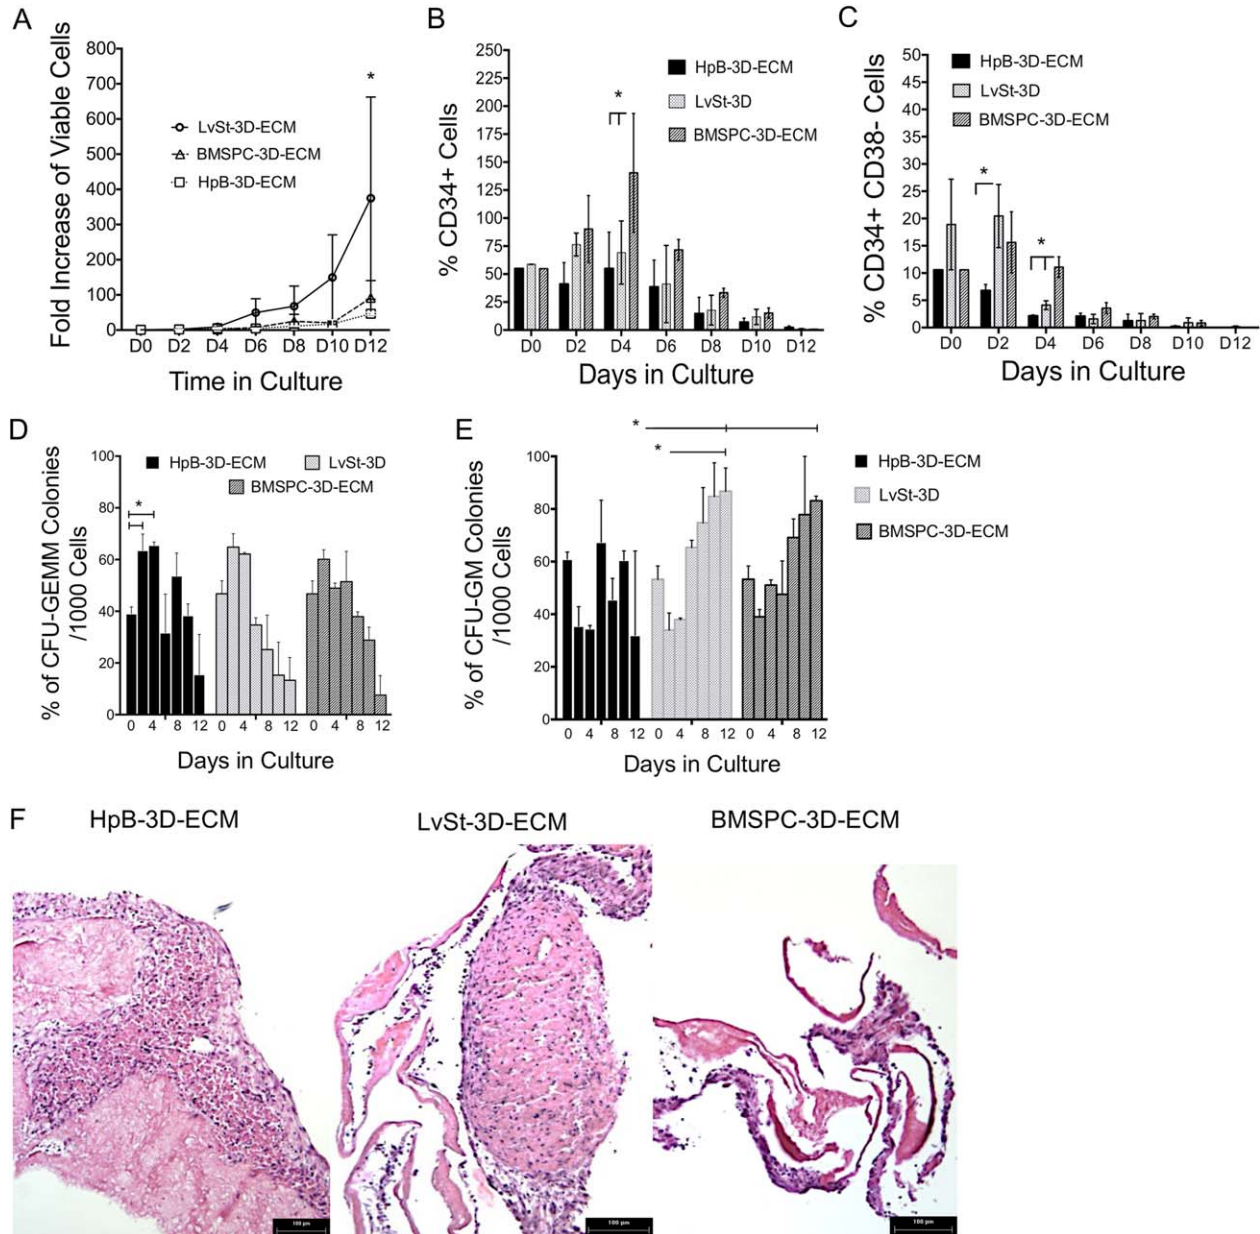 A
Fold Increase of Viable Cells
800
700
600
500
400
300
200
100
0
*
LvSt-3D-ECM
BMSPC-3D-ECM
HpB-3D-ECM
D0 D2 D4 D6 D8 D10 D12
Time in Culture
B
% CD34+ Cells
250
225
200
175
150
125
100
75
50
25
0
HpB-3D-ECM
LvSt-3D
BMSPC-3D-ECM
*
D0 D2 D4 D6 D8 D10 D12
Days in Culture
C
% CD34+ CD38- Cells
50
45
40
35
30
25
20
15
10
5
0
HpB-3D-ECM
LvSt-3D
BMSPC-3D-ECM
*
*
D0 D2 D4 D6 D8 D10 D12
Days in Culture
D
% of CFU-GEMM Colonies
/1000 Cells
100
80
60
40
20
0
HpB-3D-ECM
LvSt-3D
BMSPC-3D-ECM
*
0 4 8 12 0 4 8 12 0 4 8 12
Days in Culture
E
% of CFU-GM Colonies
/1000 Cells
100
80
60
40
20
0
*
*
HpB-3D-ECM
LvSt-3D
BMSPC-3D-ECM
0 4 8 12 0 4 8 12 0 4 8 12
Days in Culture
F
HpB-3D-ECM
LvSt-3D-ECM
BMSPC-3D-ECM
100 µm
100 µm
100 µm